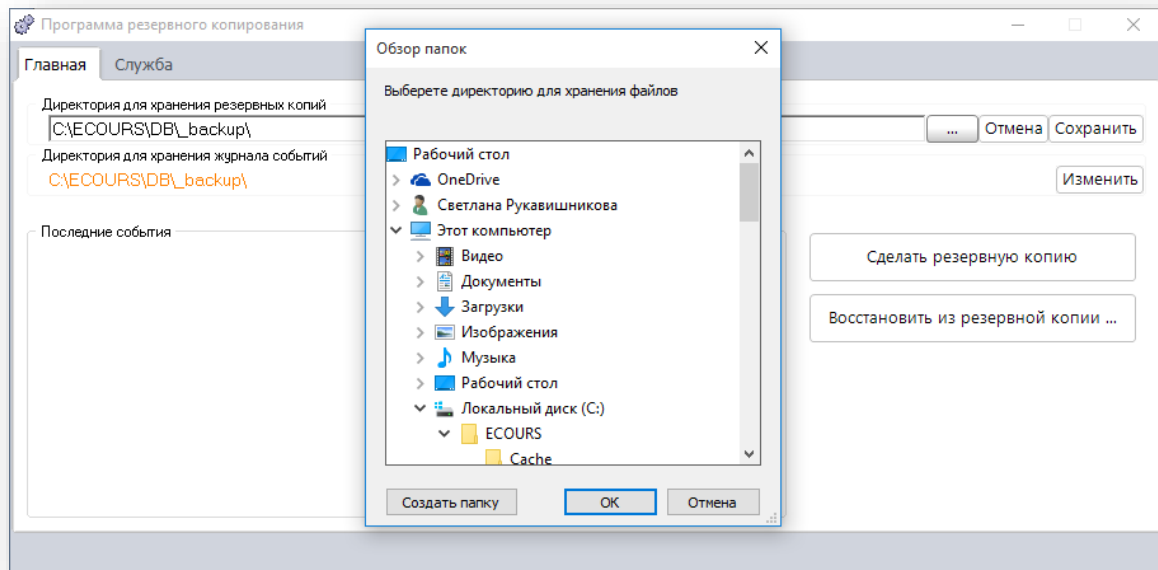 Программа резервного копирования
Главная
Служба
Директория для хранения резервных копий
C:\ECOURS\DB\_backup\
...
Отмена
Сохранить
Директория для хранения журнала событий
C:\ECOURS\DB\_backup\
Изменить
Последние события
Сделать резервную копию
Восстановить из резервной копии ...
Обзор папок
Выберете директорию для хранения файлов
Рабочий стол
OneDrive
Светлана Рукавишникова
Этот компьютер
Видео
Документы
Загрузки
Изображения
Музыка
Рабочий стол
Локальный диск (C:)
ECOURS
Cache
Создать папку
OK
Отмена